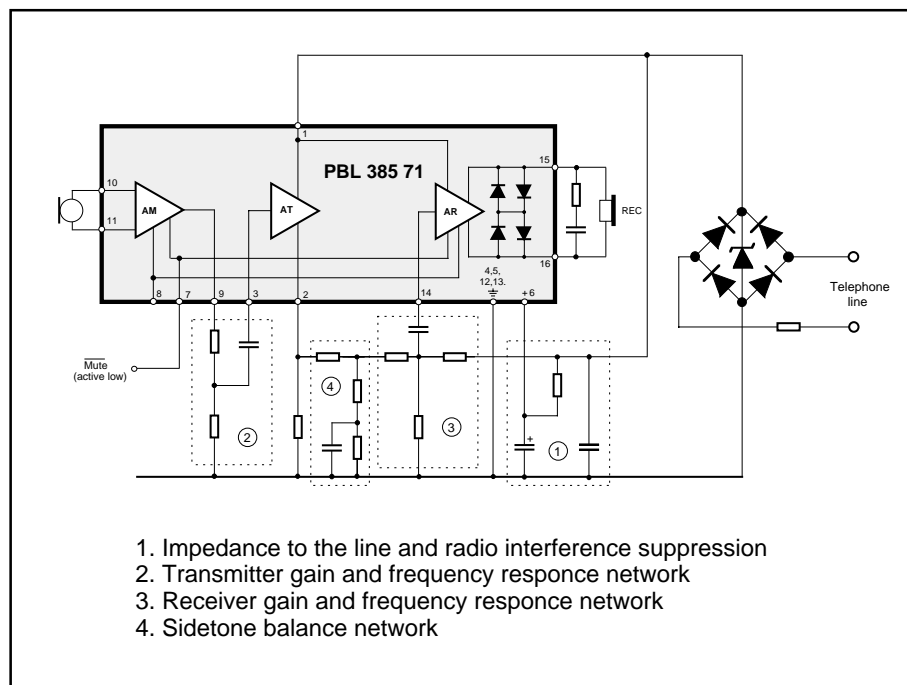 1
PBL 385 71
15
10
AM
AT
AR
REC
11
16
4,5,
12,13.
+ 6
8
7
9
3
2
14
Telephone
line
Mute
(active low)
4
+
2
3
1
1. Impedance to the line and radio interference suppression
2. Transmitter gain and frequency responce network
3. Receiver gain and frequency responce network
4. Sidetone balance network